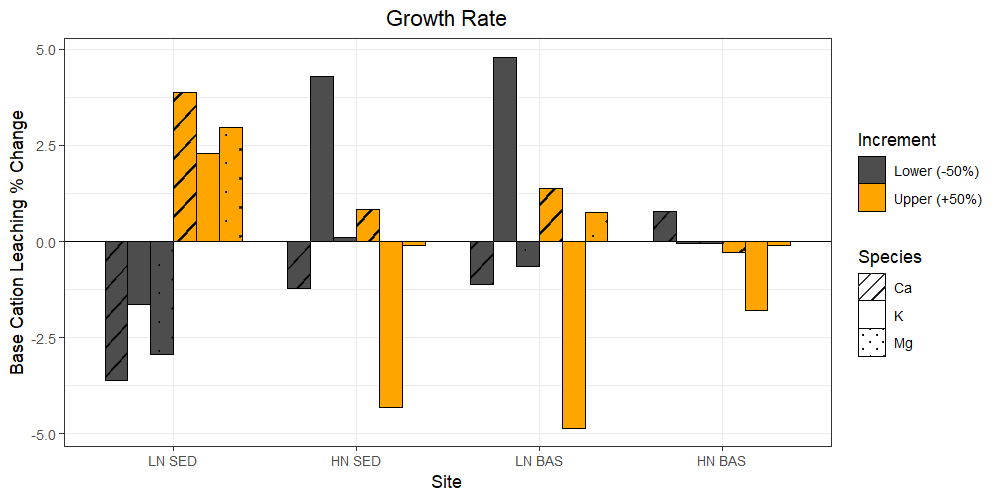 Growth Rate
Base Cation Leaching % Change
5.0
2.5
0.0
-2.5
-5.0
LN SED
HN SED
LN BAS
HN BAS
Site
Increment
Lower (-50%)
Upper (+50%)
Species
Ca
K
Mg